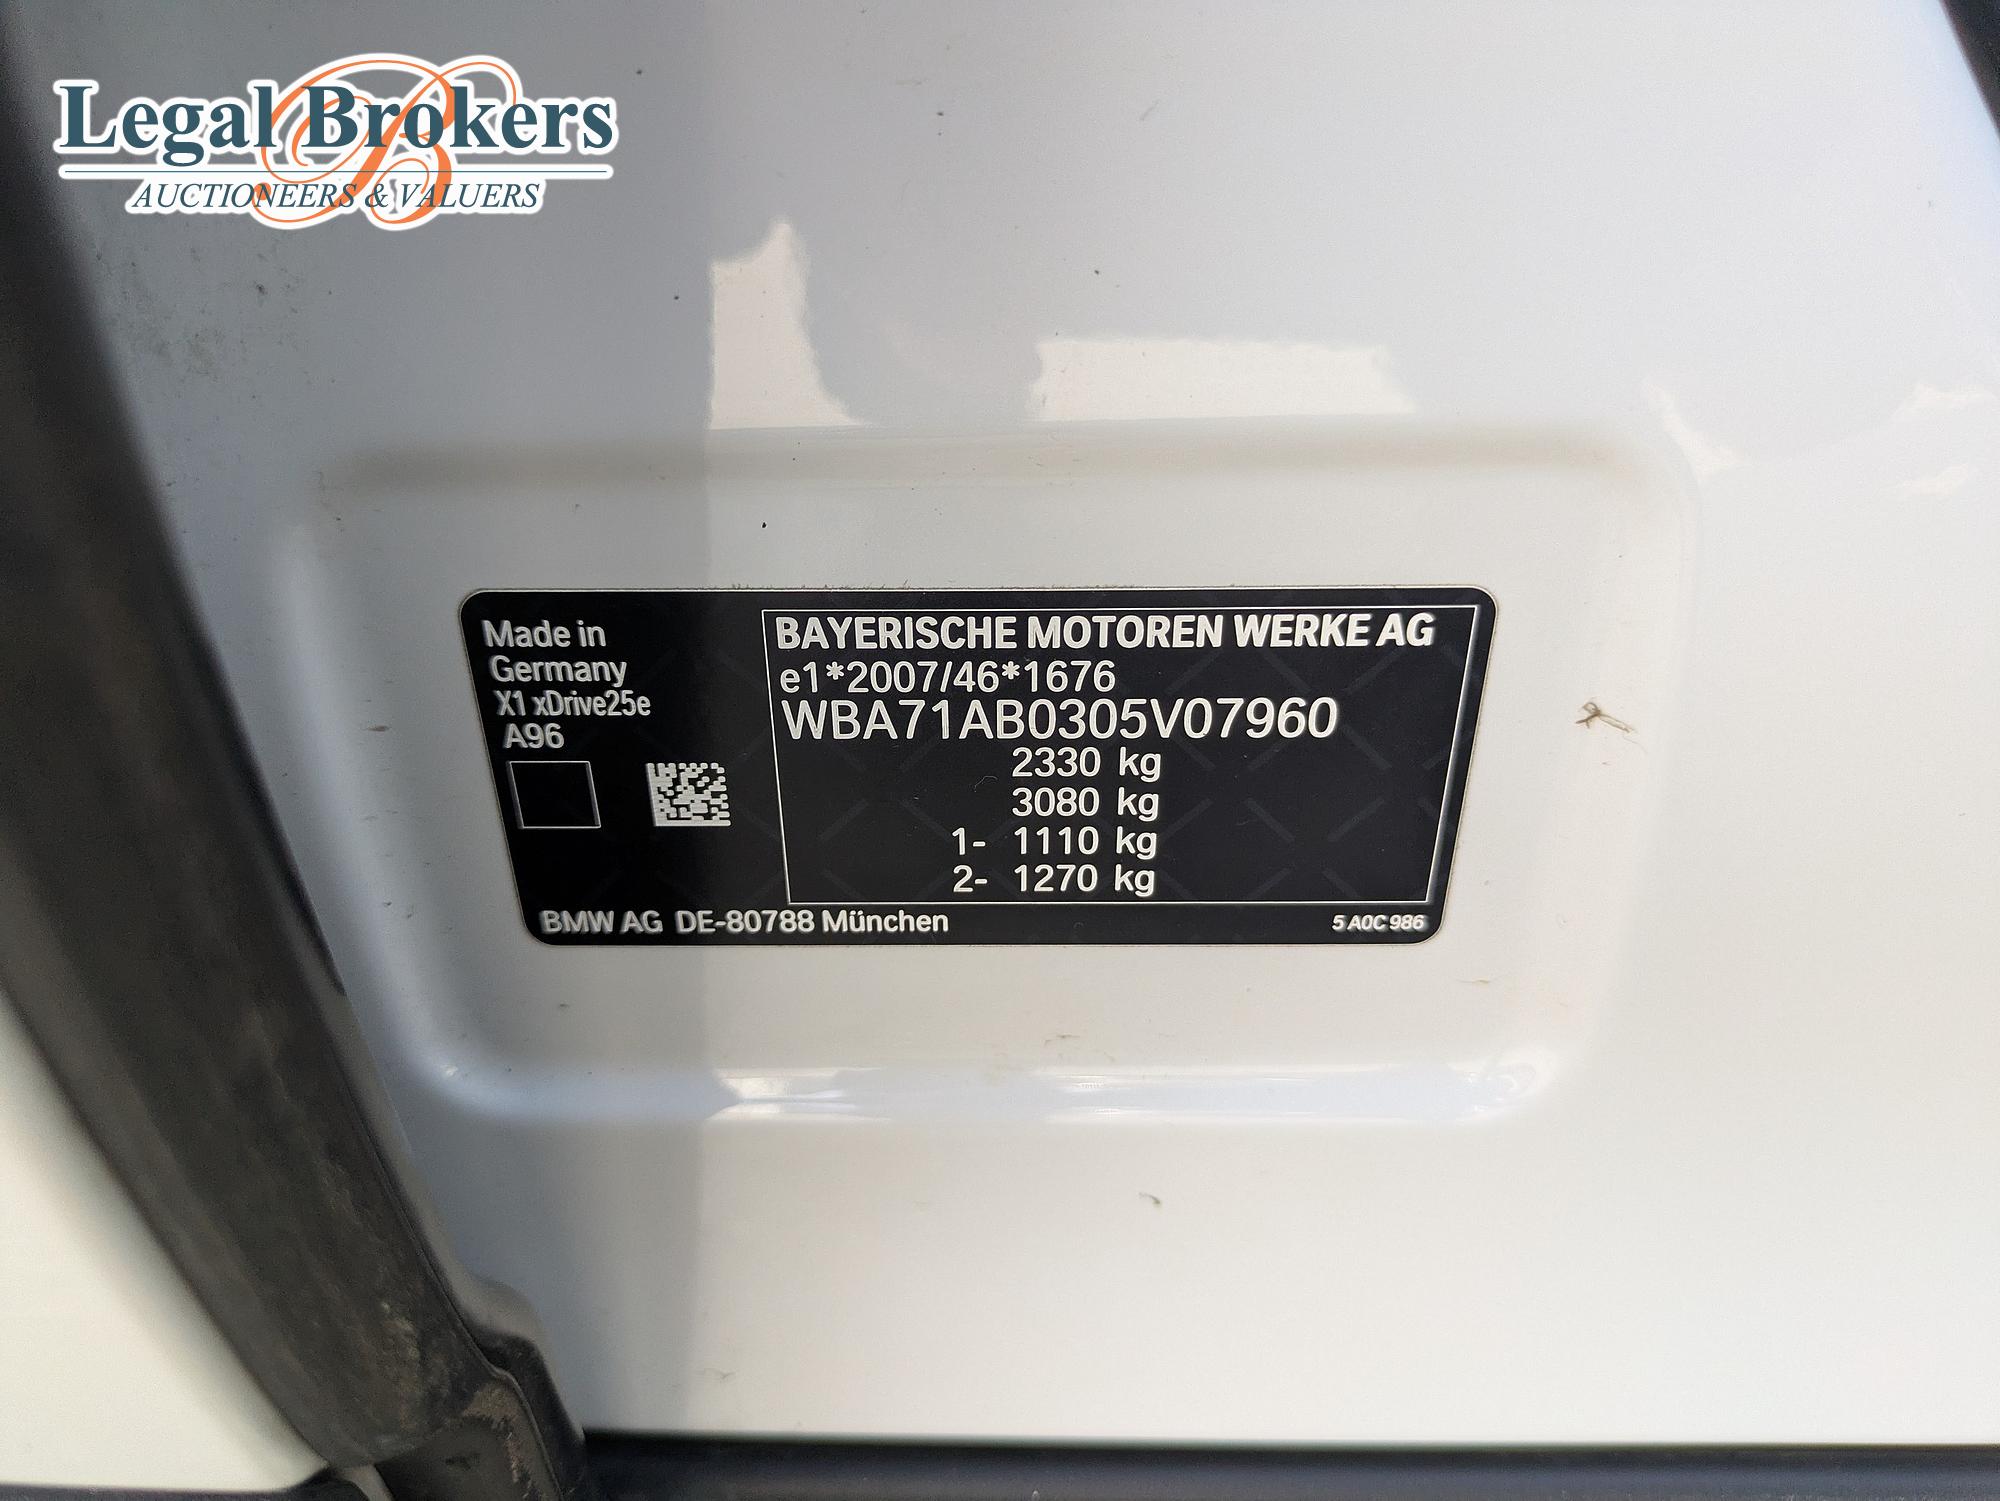 Legal Brokers
AUCTIONEERS & VALUERS
Made in
Germany
X1 xDrive25e
A96
BAYERISCHE MOTOREN WERKE AG
e1*2007/46*1676
WBA71AB0305V07960
2330 kg
3080 kg
1- 1110 kg
2- 1270 kg
BMW AG DE-80788 München
5 A0C 986